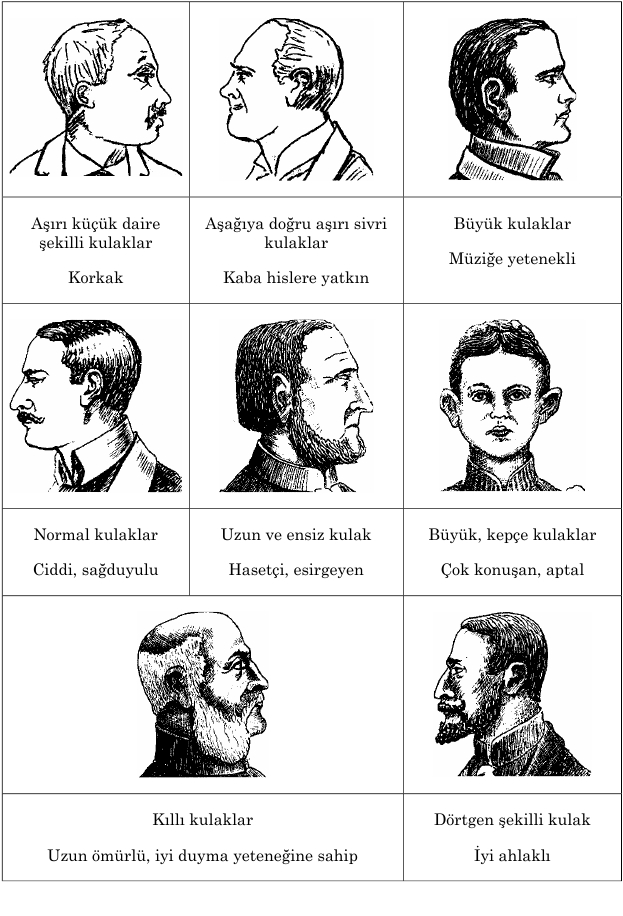 Aşırı küçük daire
şekilli kulaklar
Korkak
Aşağıya doğru aşırı sivri
kulaklar
Kaba hislere yatkın
Büyük kulaklar
Müziğe yetenekli
Normal kulaklar
Ciddi, sağduyulu
Uzun ve ensiz kulak
Hasetçi, esirgeyen
Büyük, kepçe kulaklar
Çok konuşan, aptal
Kıllı kulaklar
Uzun ömürlü, iyi duyma yeteneğine sahip
Dörtgen şekilli kulak
İyi ahlaklı